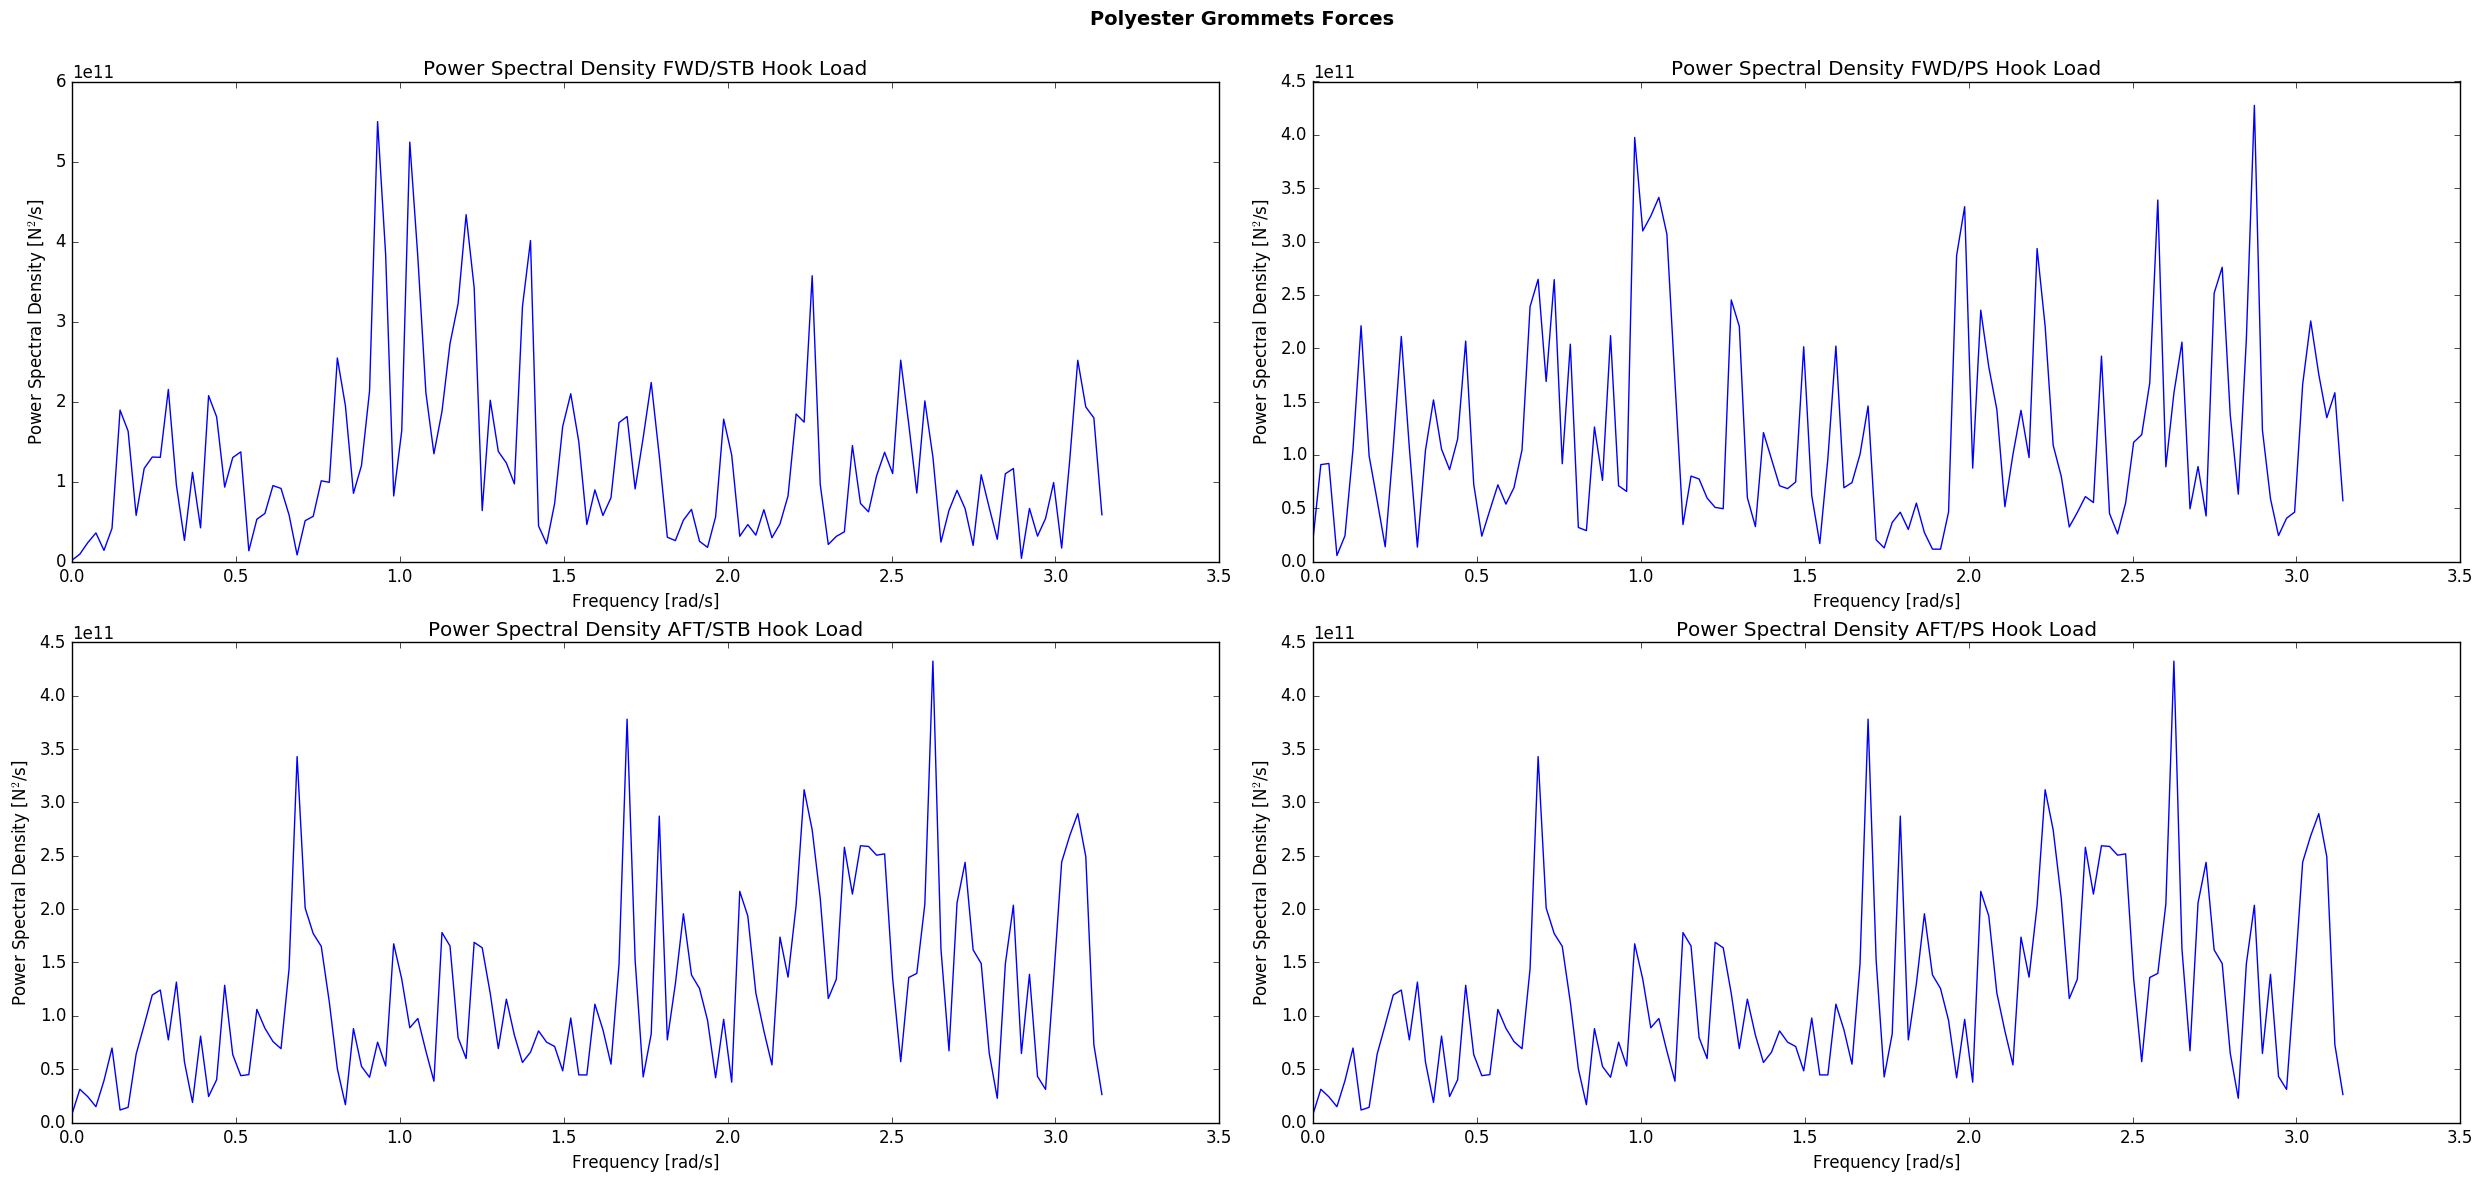 Polyester Grommets Forces
Power Spectral Density FWD/STB Hook Load
1e11
6
5
4
3
2
1
0
Power Spectral Density [N²/s]
0.0 0.5 1.0 1.5 2.0 2.5 3.0 3.5
Frequency [rad/s]
Power Spectral Density FWD/PS Hook Load
1e11
4.5
4.0
3.5
3.0
2.5
2.0
1.5
1.0
0.5
0.0
Power Spectral Density [N²/s]
0.0 0.5 1.0 1.5 2.0 2.5 3.0 3.5
Frequency [rad/s]
Power Spectral Density AFT/STB Hook Load
1e11
4.5
4.0
3.5
3.0
2.5
2.0
1.5
1.0
0.5
0.0
Power Spectral Density [N²/s]
0.0 0.5 1.0 1.5 2.0 2.5 3.0 3.5
Frequency [rad/s]
Power Spectral Density AFT/PS Hook Load
1e11
4.5
4.0
3.5
3.0
2.5
2.0
1.5
1.0
0.5
0.0
Power Spectral Density [N²/s]
0.0 0.5 1.0 1.5 2.0 2.5 3.0 3.5
Frequency [rad/s]